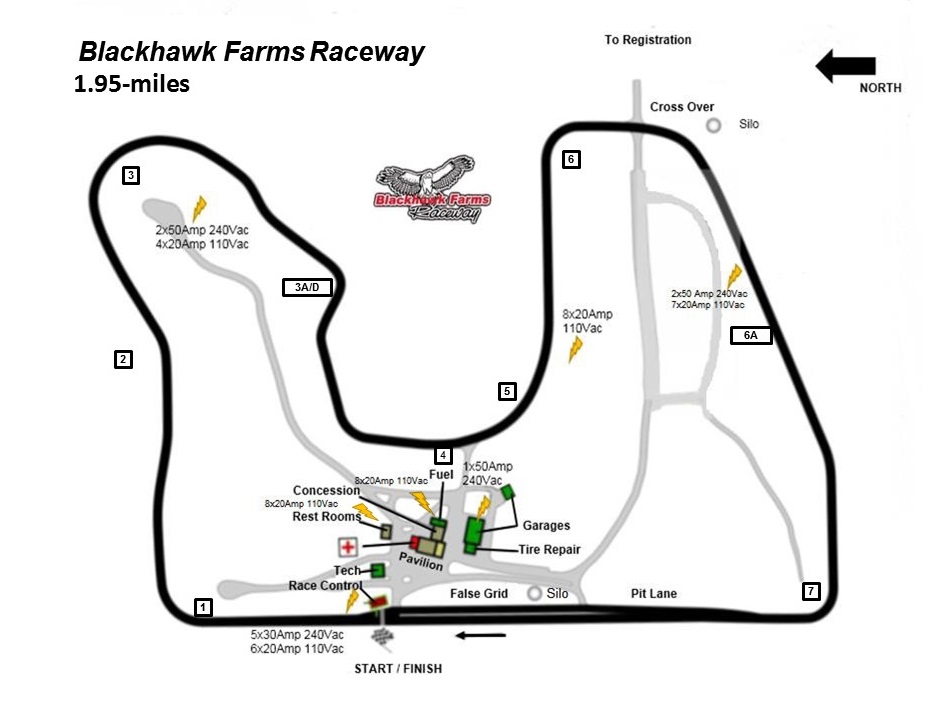 Blackhawk Farms Raceway
1.95-miles
To Registration
NORTH
Cross Over
Silo
6
3
Blackhawk Farms
Raceway
2x50Amp 240Vac
4x20Amp 110Vac
3A/D
2x50 Amp 240Vac
7x20Amp 110Vac
8x20Amp
110Vac
6A
2
5
4
Fuel
1x50Amp
240Vac
8x20Amp 110Vac
Concession
8x20Amp 110Vac
Rest Rooms
Garages
Tire Repair
Pavilion
Tech
Race Control
False Grid
Silo
Pit Lane
7
1
5x30Amp 240Vac
6x20Amp 110Vac
START / FINISH